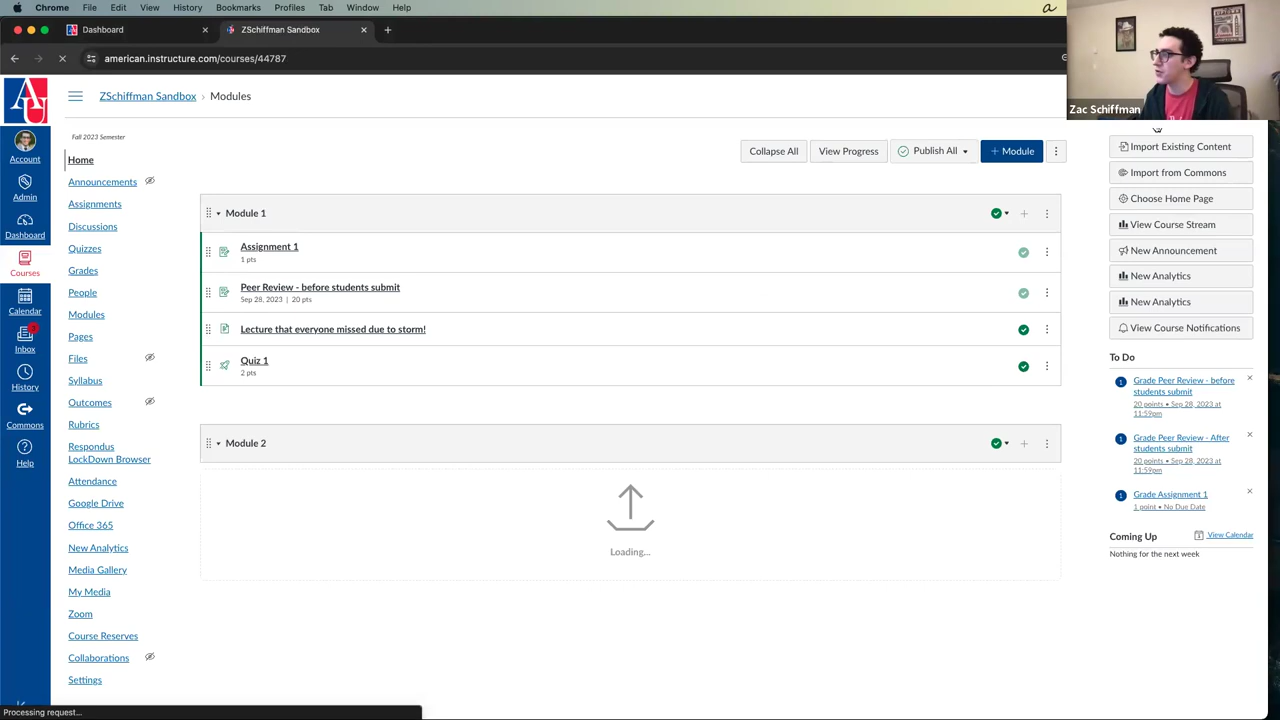 Chrome File Edit View History Bookmarks Profiles Tab Window Help
Dashboard
ZSchiffman Sandbox
american.instructure.com/courses/44787
Zac Schiffman
AU
Account
Admin
Dashboard
Courses
Calendar
Inbox
History
Commons
Help
ZSchiffman Sandbox › Modules
Fall 2023 Semester
Home
Announcements
Assignments
Discussions
Quizzes
Grades
People
Modules
Pages
Files
Syllabus
Outcomes
Rubrics
Respondus
LockDown Browser
Attendance
Google Drive
Office 365
New Analytics
Media Gallery
My Media
Zoom
Course Reserves
Collaborations
Settings
Collapse All View Progress Publish All + Module
Module 1
Assignment 1
1 pts
Peer Review - before students submit
Sep 28, 2023 | 20 pts
Lecture that everyone missed due to storm!
Quiz 1
2 pts
Module 2
Loading...
Import Existing Content
Import from Commons
Choose Home Page
View Course Stream
New Announcement
New Analytics
New Analytics
View Course Notifications
To Do
1 Grade Peer Review - before
students submit
20 points • Sep 28, 2023 at
11:59pm
1 Grade Peer Review - After
students submit
20 points • Sep 28, 2023 at
11:59pm
1 Grade Assignment 1
1 point • No Due Date
Coming Up View Calendar
Nothing for the next week
Processing request...